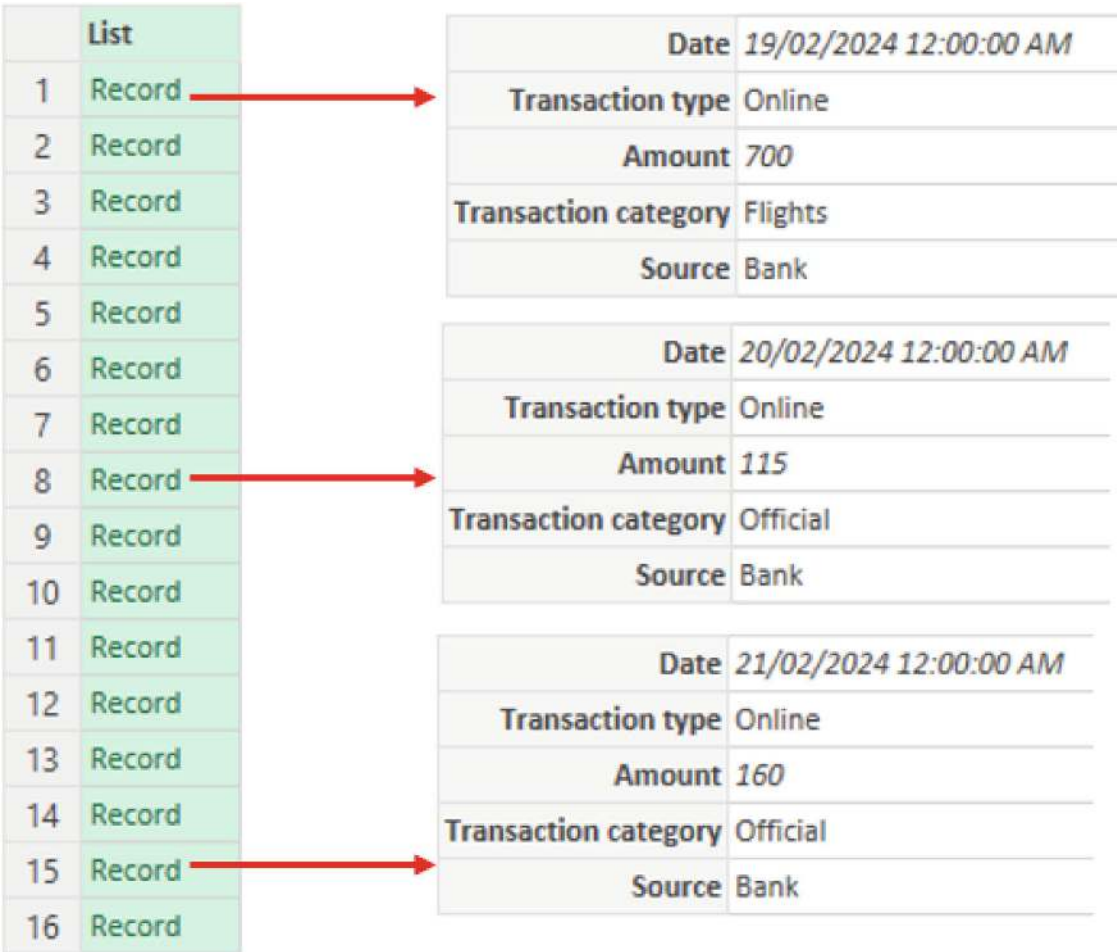 List
1 Record
2 Record
3 Record
4 Record
5 Record
6 Record
7 Record
8 Record
9 Record
10 Record
11 Record
12 Record
13 Record
14 Record
15 Record
16 Record
Date 19/02/2024 12:00:00 AM
Transaction type Online
Amount 700
Transaction category Flights
Source Bank
Date 20/02/2024 12:00:00 AM
Transaction type Online
Amount 115
Transaction category Official
Source Bank
Date 21/02/2024 12:00:00 AM
Transaction type Online
Amount 160
Transaction category Official
Source Bank